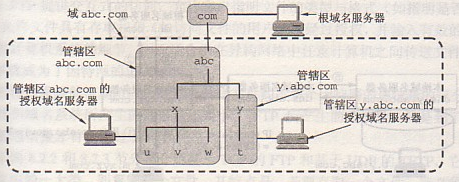 域 abc.com
com
根域名服务器
管辖区
abc.com
abc
管辖区
y.abc.com
管辖区 abc.com 的
授权域名服务器
x
y
管辖区 y.abc.com 的
授权域名服务器
u
v
w
t